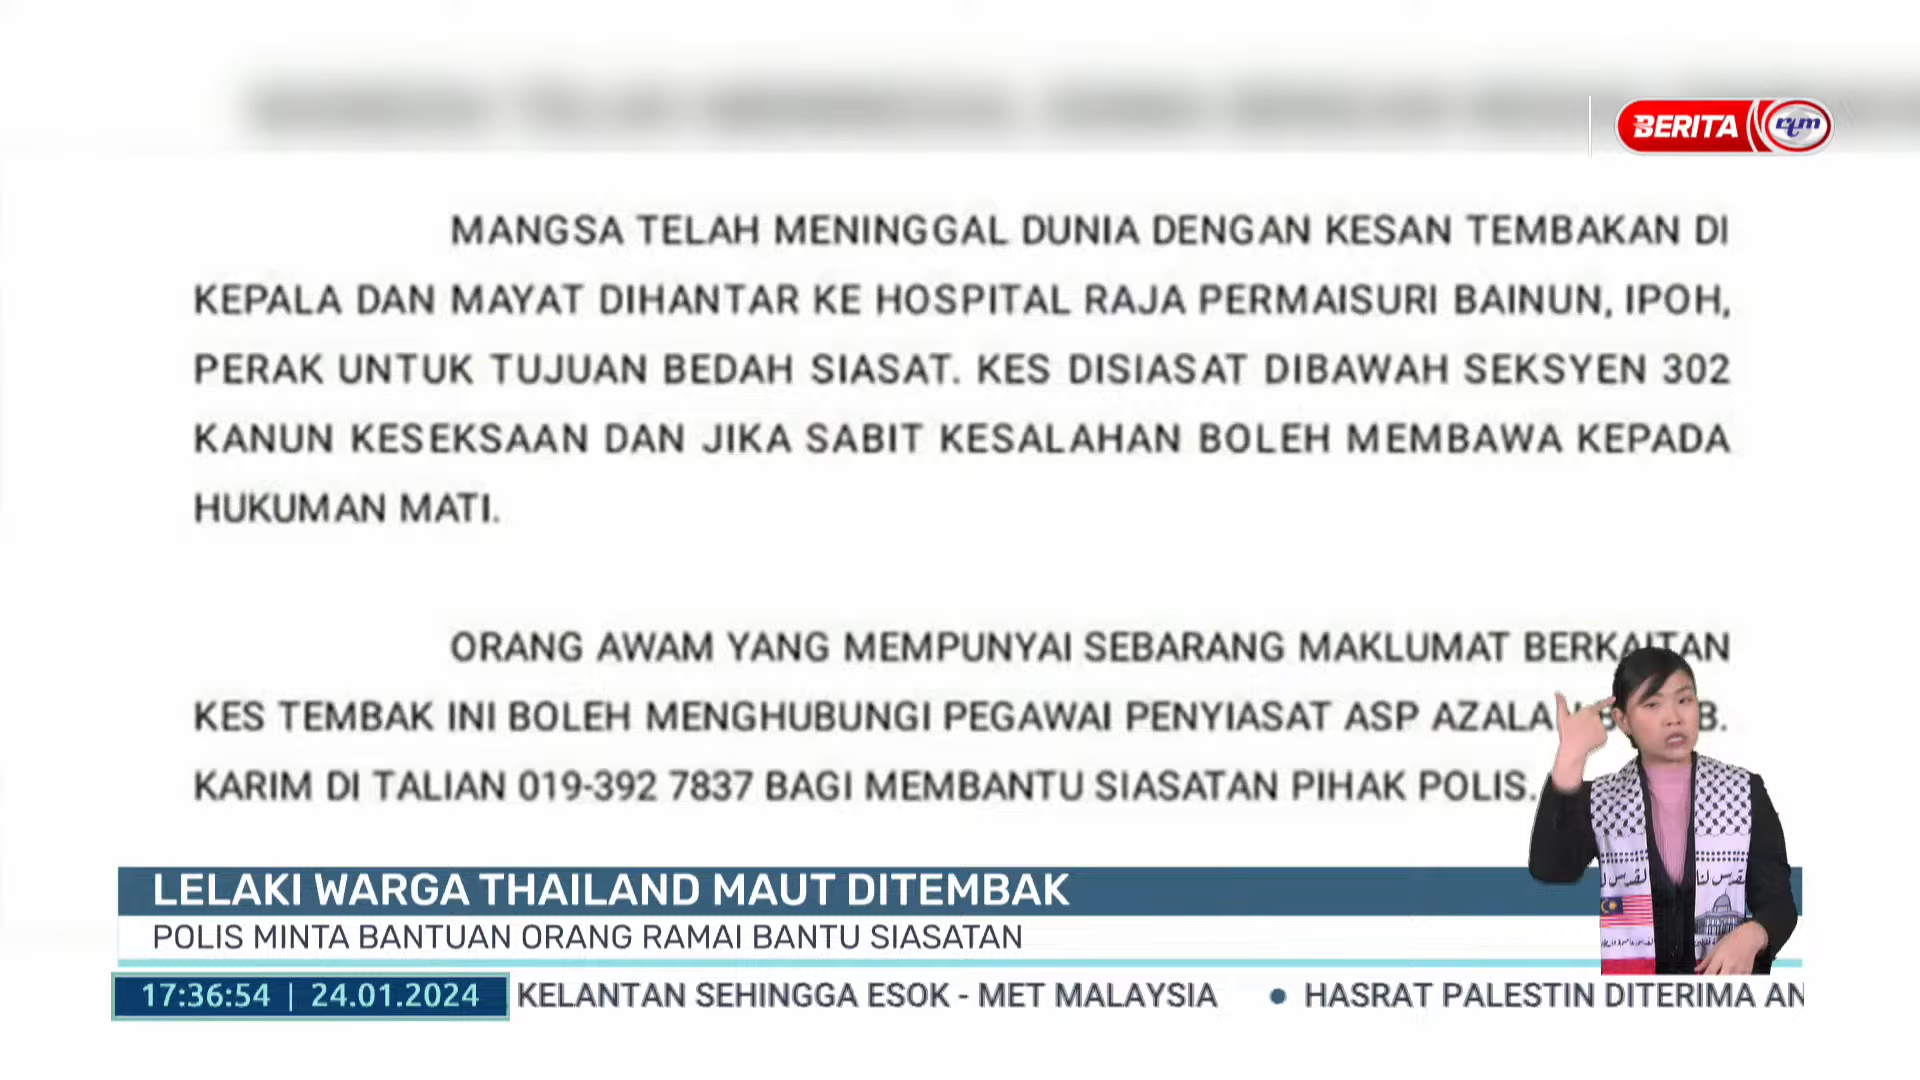 BERITA rtm
MANGSA TELAH MENINGGAL DUNIA DENGAN KESAN TEMBAKAN DI
KEPALA DAN MAYAT DIHANTAR KE HOSPITAL RAJA PERMAISURI BAINUN, IPOH,
PERAK UNTUK TUJUAN BEDAH SIASAT. KES DISIASAT DIBAWAH SEKSYEN 302
KANUN KESEKSAAN DAN JIKA SABIT KESALAHAN BOLEH MEMBAWA KEPADA
HUKUMAN MATI.
ORANG AWAM YANG MEMPUNYAI SEBARANG MAKLUMAT BERKAITAN
KES TEMBAK INI BOLEH MENGHUBUNGI PEGAWAI PENYIASAT ASP AZALAN B.
KARIM DI TALIAN 019-392 7837 BAGI MEMBANTU SIASATAN PIHAK POLIS.
LELAKI WARGA THAILAND MAUT DITEMBAK
POLIS MINTA BANTUAN ORANG RAMAI BANTU SIASATAN
17:36:54 | 24.01.2024 KELANTAN SEHINGGA ESOK - MET MALAYSIA • HASRAT PALESTIN DITERIMA AN